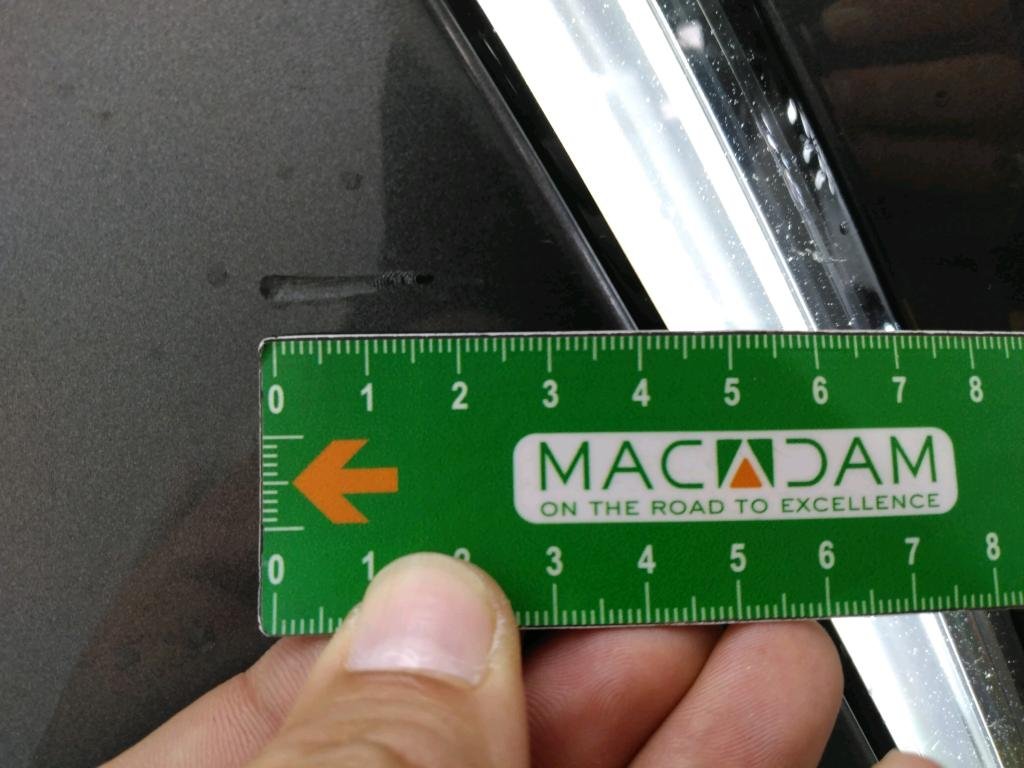 0 1 2 3 4 5 6 7 8
MACADAM
ON THE ROAD TO EXCELLENCE
0 1 2 3 4 5 6 7 8